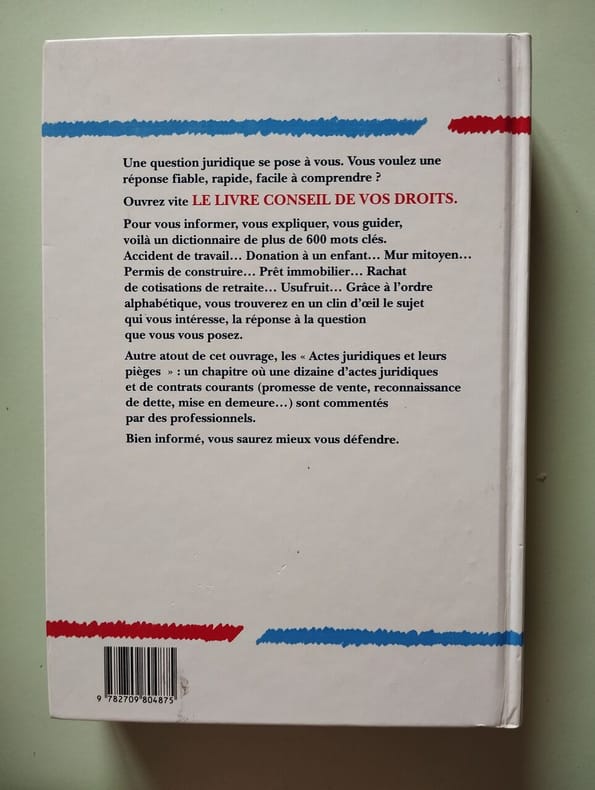 Une question juridique se pose à vous. Vous voulez une
réponse fiable, rapide, facile à comprendre ?
Ouvrez vite LE LIVRE CONSEIL DE VOS DROITS.
Pour vous informer, vous expliquer, vous guider,
voilà un dictionnaire de plus de 600 mots clés.
Accident de travail… Donation à un enfant… Mur mitoyen…
Permis de construire… Prêt immobilier… Rachat
de cotisations de retraite… Usufruit… Grâce à l'ordre
alphabétique, vous trouverez en un clin d'œil le sujet
qui vous intéresse, la réponse à la question
que vous vous posez.
Autre atout de cet ouvrage, les « Actes juridiques et leurs
pièges » : un chapitre où une dizaine d'actes juridiques
et de contrats courants (promesse de vente, reconnaissance
de dette, mise en demeure…) sont commentés
par des professionnels.
Bien informé, vous saurez mieux vous défendre.
9 782709 804875